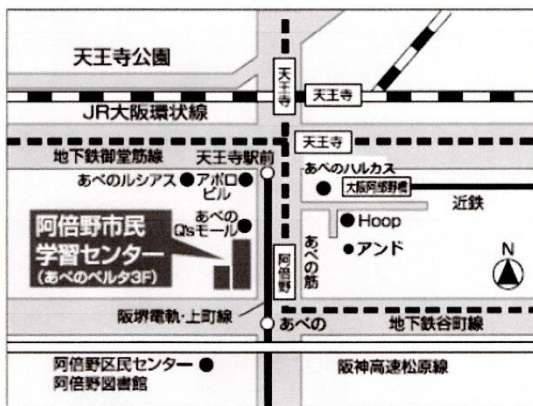 天王寺公園
天王寺
天王寺
JR大阪環状線
天王寺
地下鉄御堂筋線
天王寺駅前
あべのハルカス
あべのルシアス
アポロ
ビル
大阪阿部野橋
近鉄
あべの
Q'sモール
Hoop
アンド
阿倍野市民
学習センター
(あべのベルタ3F)
阿倍野
あべの筋
N
阪堺電軌・上町線
あべの
地下鉄谷町線
阿倍野区民センター
阿倍野図書館
阪神高速松原線